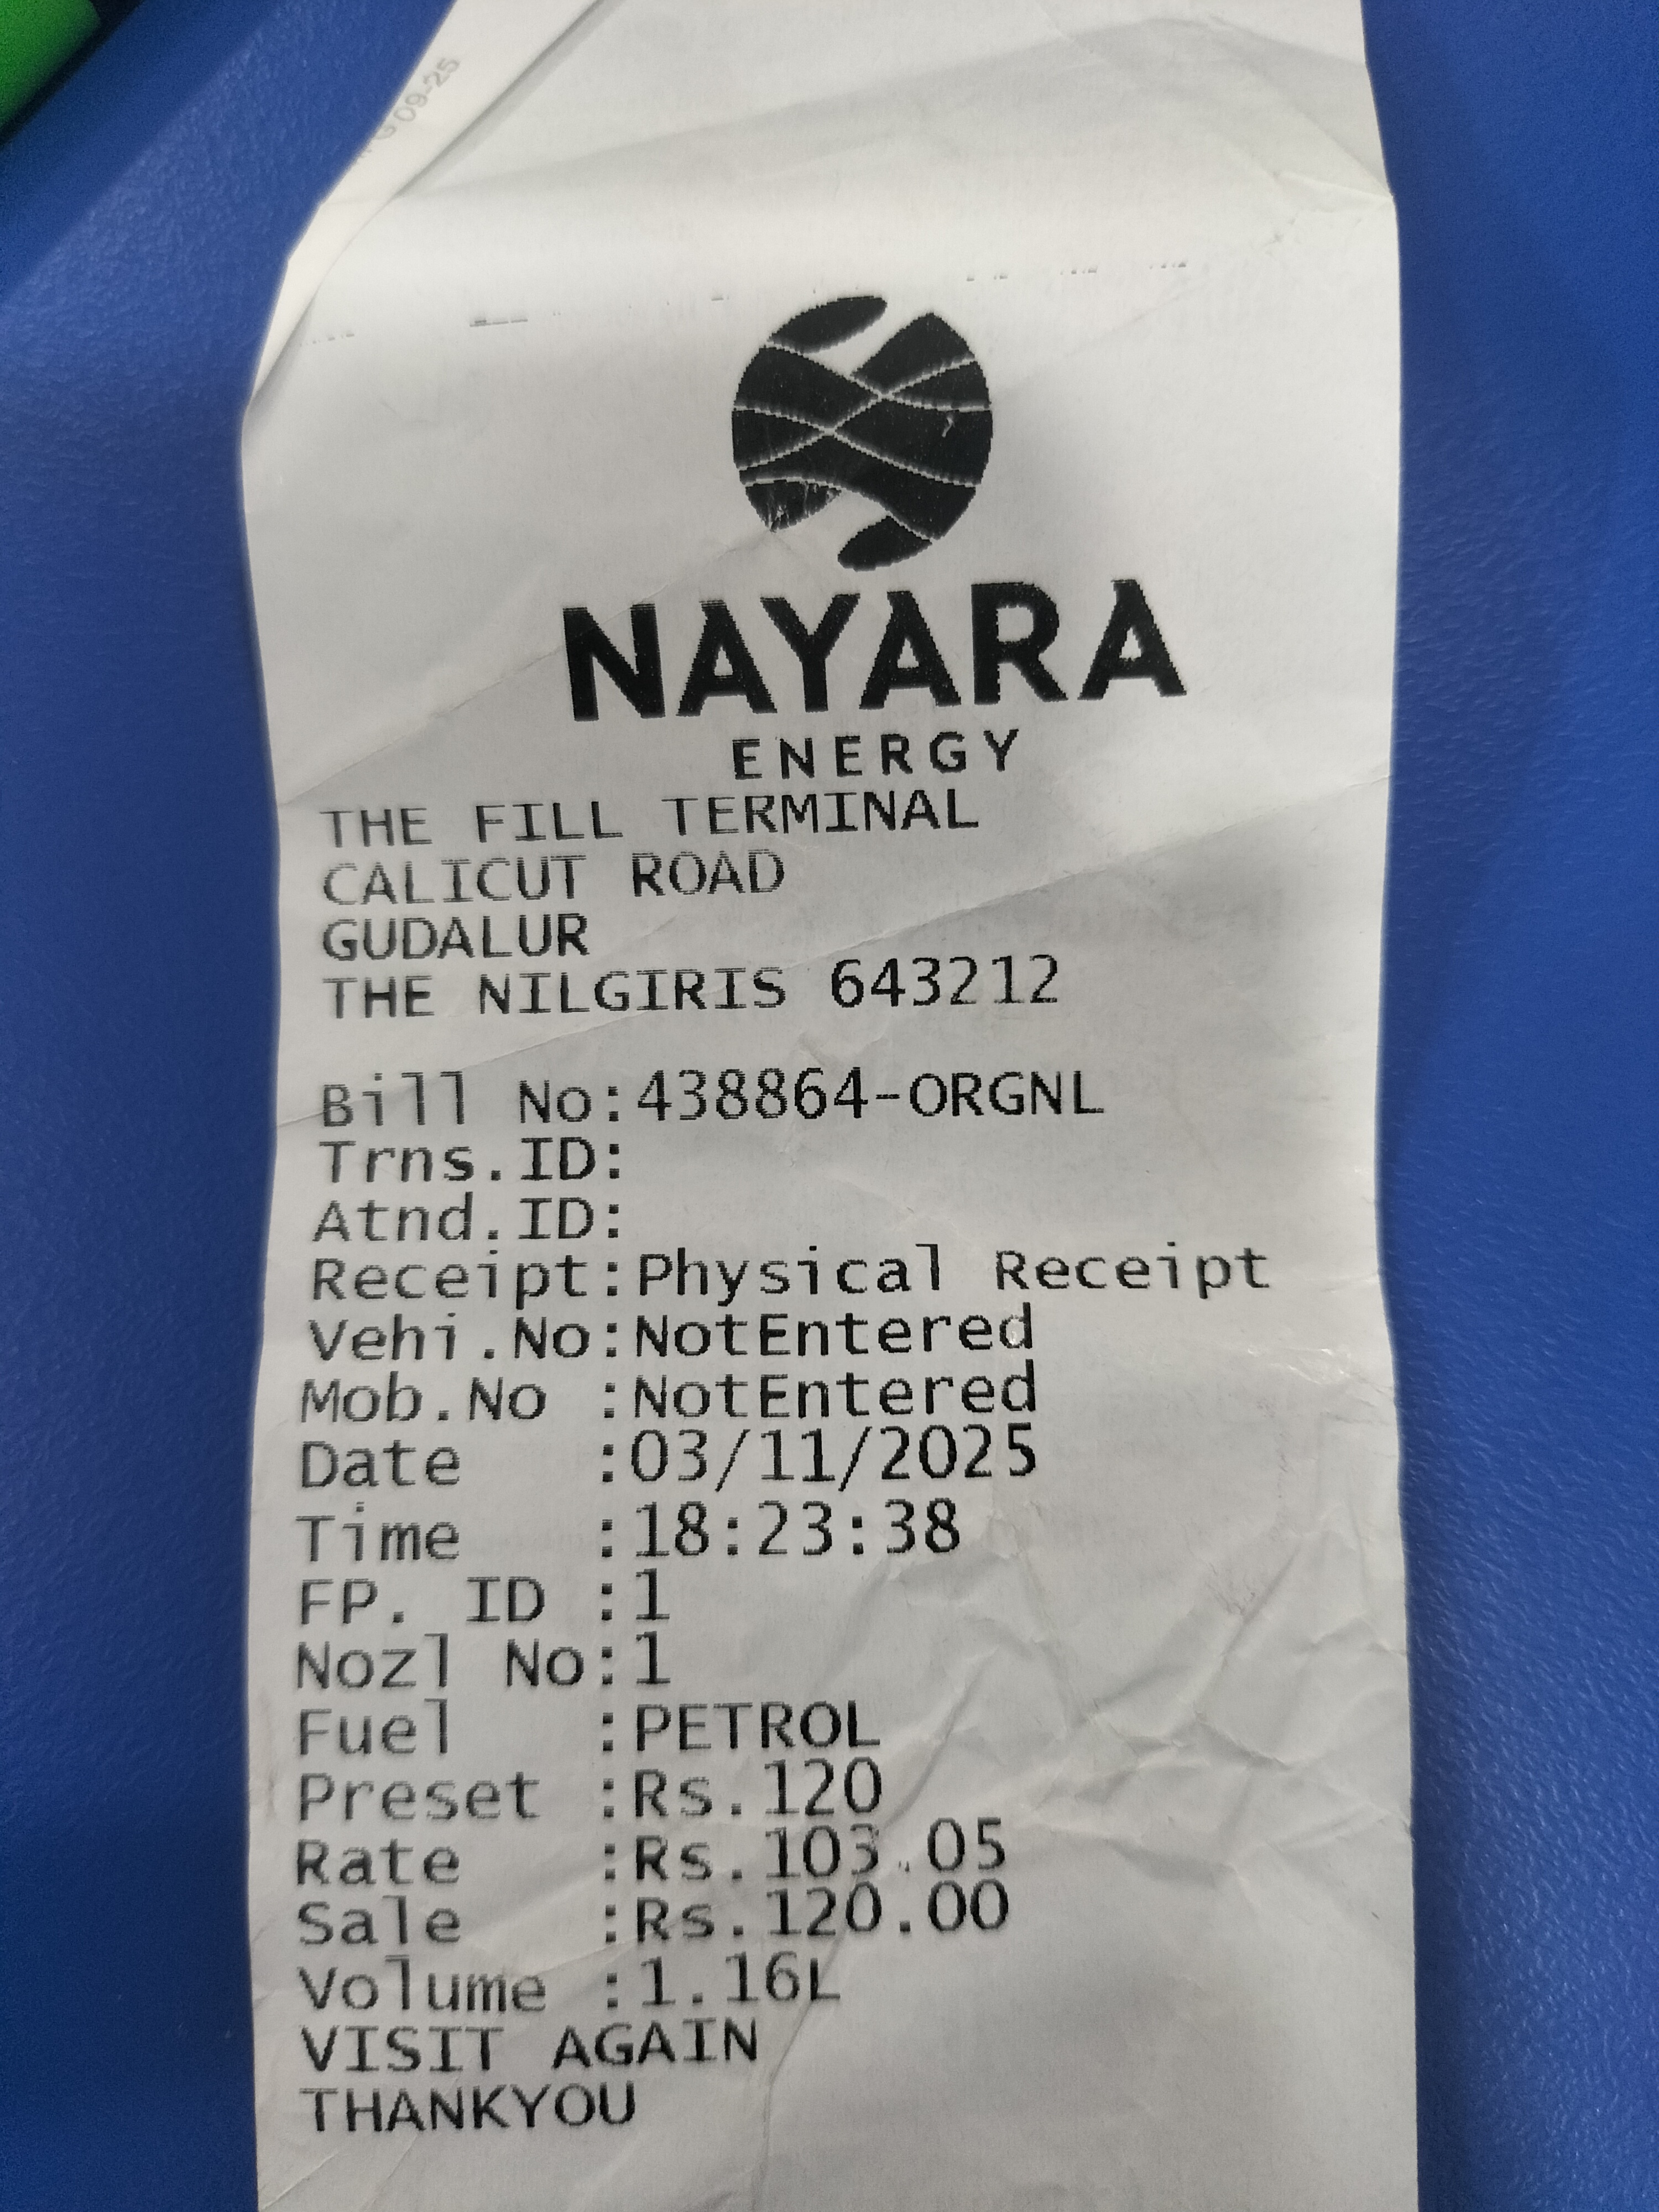 09-25
NAYARA
ENERGY
THE FILL TERMINAL
CALICUT ROAD
GUDALUR
THE NILGIRIS 643212
Bill No:438864-ORGNL
Trns.ID:
Atnd.ID:
Receipt:Physical Receipt
Vehi.No:NotEntered
Mob.No :NotEntered
Date :03/11/2025
Time :18:23:38
FP. ID :1
Nozl No:1
Fuel :PETROL
Preset :Rs.120
Rate :Rs.103.05
Sale :Rs.120.00
Volume :1.16L
VISIT AGAIN
THANKYOU